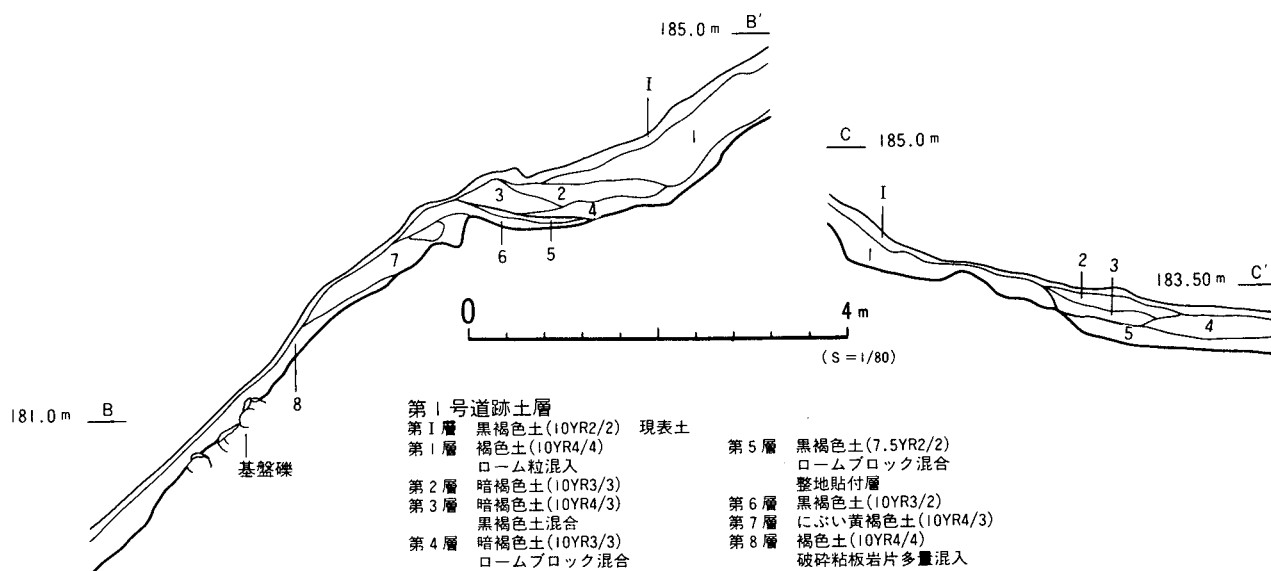 185.0 m B'
I
1
2
3
4
5
6
7
8
181.0 m B
基盤礫
C 185.0 m
I
1
2
3
183.50 m C'
4
5
0 4 m
(S=1/80)
第1号道跡土層
第I層 黒褐色土(10YR2/2) 現表土
第1層 褐色土(10YR4/4)
ローム粒混入
第2層 暗褐色土(10YR3/3)
第3層 暗褐色土(10YR4/3)
黒褐色土混合
第4層 暗褐色土(10YR3/3)
ロームブロック混合
第5層 黒褐色土(7.5YR2/2)
ロームブロック混合
整地貼付層
第6層 黒褐色土(10YR3/2)
第7層 にぶい黄褐色土(10YR4/3)
第8層 褐色土(10YR4/4)
破砕粘板岩片多量混入